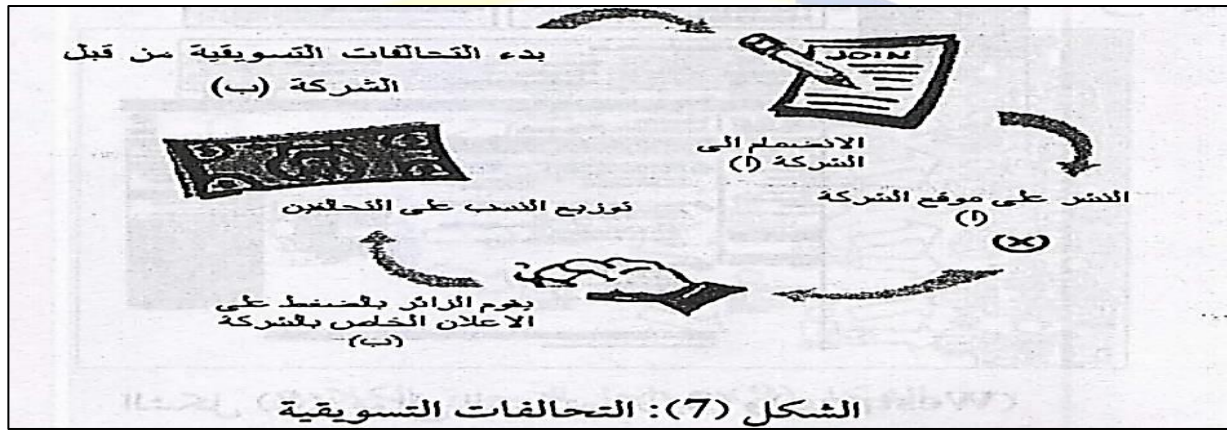 بدء التحالفات التسويقية من قبل
الشركة (ب)
JOIN
الانضمام الى
الشركة (ا)
النشر على موقع الشركة
(ا)
(×)
يقوم الزائر بالضغط على
الاعلان الخاص بالشركة
(ب)
توزيع النسب على التحالفين
الشكل (7): التحالفات التسويقية